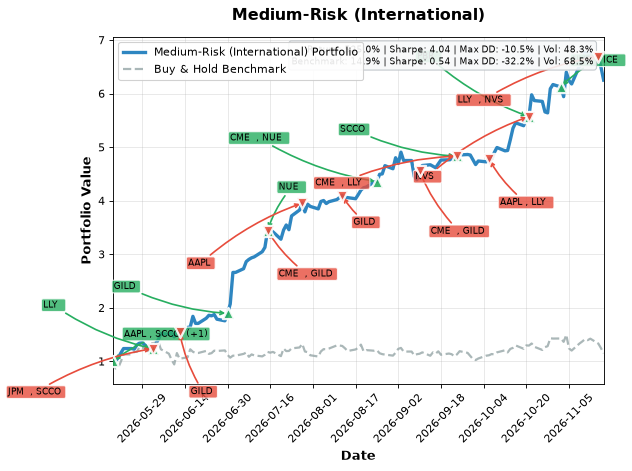 Medium-Risk (International)
Medium-Risk (International) Portfolio
Buy & Hold Benchmark
0% | Sharpe: 4.04 | Max DD: -10.5% | Vol: 48.3%
9% | Sharpe: 0.54 | Max DD: -32.2% | Vol: 68.5%
ICE
LLY , NVS
SCCO
CME , NUE
NUE
CME , LLY
NVS
AAPL , LLY
GILD
CME , GILD
AAPL
CME , GILD
GILD
LLY
AAPL , SCCO (+1)
JPM , SCCO
GILD
Portfolio Value
7
6
5
4
3
2
1
2026-05-29
2026-06-14
2026-06-30
2026-07-16
2026-08-01
2026-08-17
2026-09-02
2026-09-18
2026-10-04
2026-10-20
2026-11-05
Date